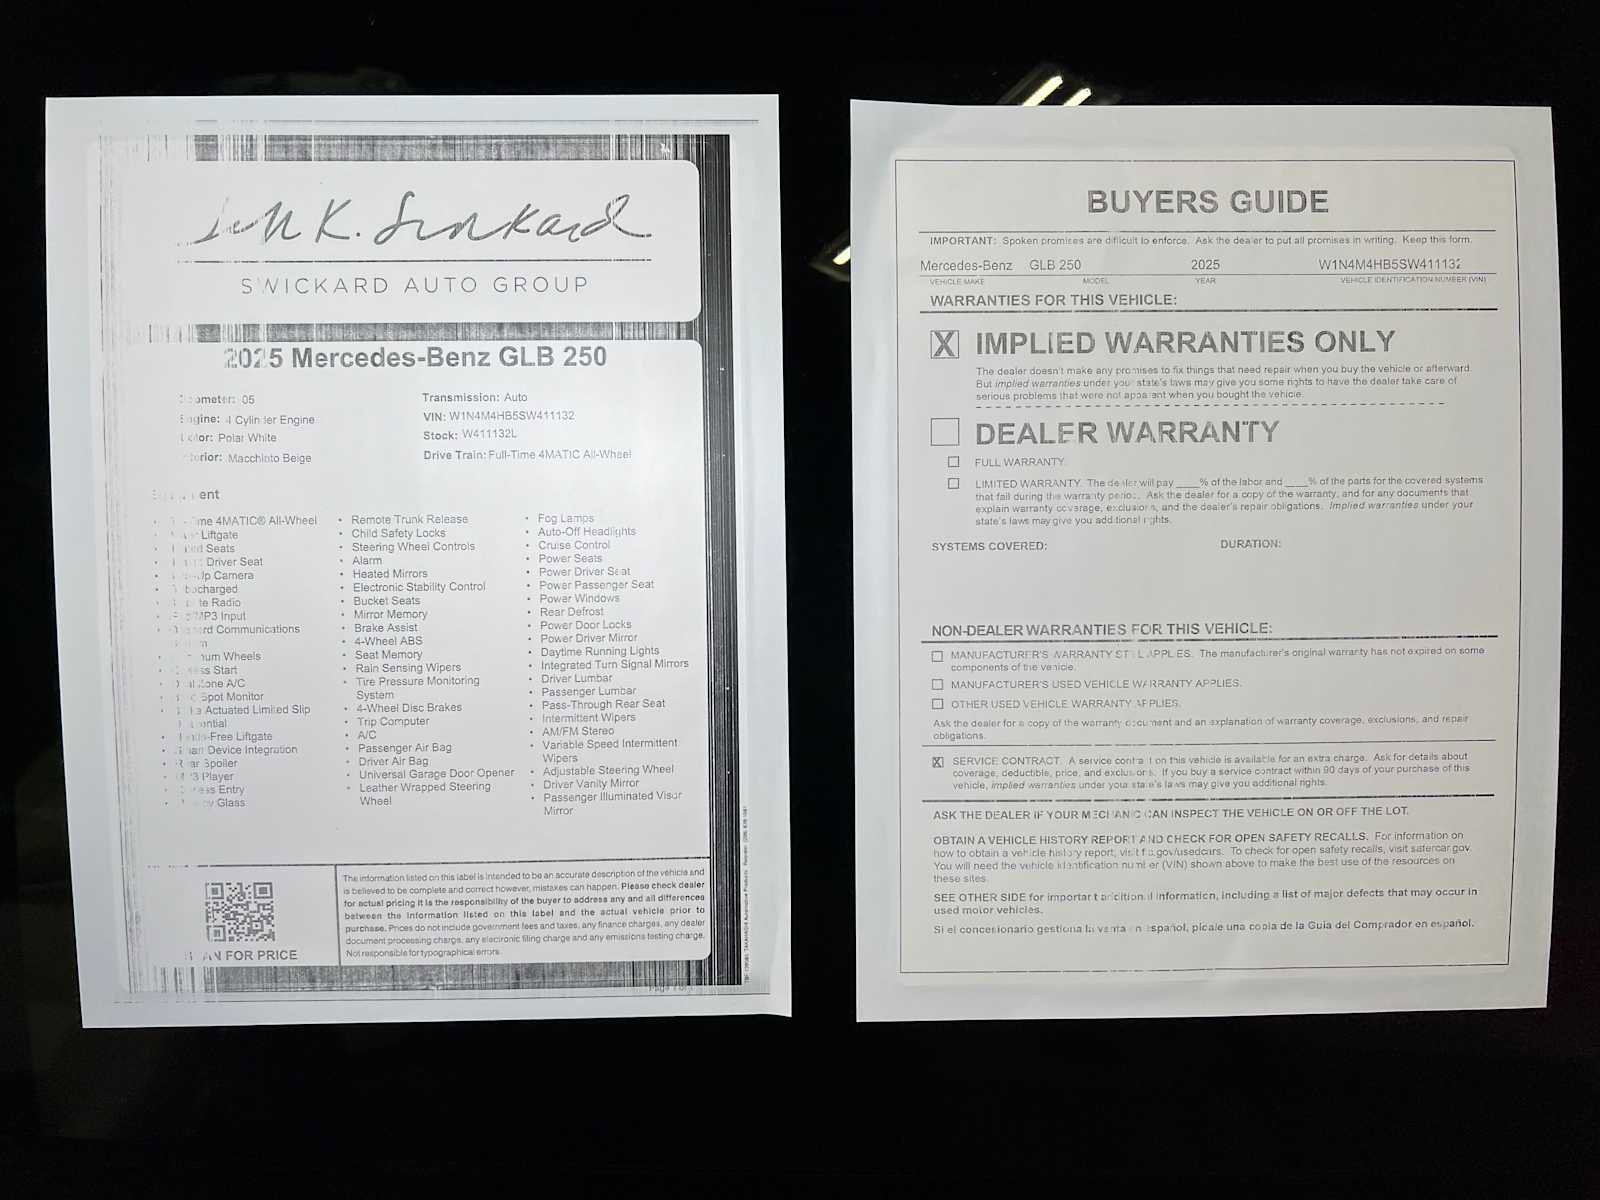 K. Swickard
SWICKARD AUTO GROUP
2025 Mercedes-Benz GLB 250
05
4 Cylinder Engine
Polar White
Macchiato Beige
Transmission: Auto
VIN: W1N4M4HB5SW411132
Stock: W411132L
Drive Train: Full-Time 4MATIC All-Wheel
4MATIC® All-Wheel
Liftgate
Seats
Driver Seat
Camera
Radio
MP3 Input
Communications
Wheels
Start
A/C
Spot Monitor
Actuated Limited Slip
Free Liftgate
Device Integration
Spoiler
Player
Entry
Glass
• Remote Trunk Release
• Child Safety Locks
• Steering Wheel Controls
• Alarm
• Heated Mirrors
• Electronic Stability Control
• Bucket Seats
• Mirror Memory
• Brake Assist
• 4-Wheel ABS
• Seat Memory
• Rain Sensing Wipers
• Tire Pressure Monitoring
System
• 4-Wheel Disc Brakes
• Trip Computer
• A/C
• Passenger Air Bag
• Driver Air Bag
• Universal Garage Door Opener
• Leather Wrapped Steering
Wheel
• Fog Lamps
• Auto-Off Headlights
• Cruise Control
• Power Seats
• Power Driver Seat
• Power Passenger Seat
• Power Windows
• Rear Defrost
• Power Door Locks
• Power Driver Mirror
• Daytime Running Lights
• Integrated Turn Signal Mirrors
• Driver Lumbar
• Passenger Lumbar
• Pass-Through Rear Seat
• Intermittent Wipers
• AM/FM Stereo
• Variable Speed Intermittent
Wipers
• Adjustable Steering Wheel
• Driver Vanity Mirror
• Passenger Illuminated Visor
Mirror
FOR PRICE
The information listed on this label is intended to be an accurate description of the vehicle and
is believed to be complete and correct however, mistakes can happen. Please check dealer
for actual pricing it is the responsibility of the buyer to address any and all differences
between the information listed on this label and the actual vehicle prior to
purchase. Prices do not include government fees and taxes, any finance charges, any dealer
document processing charge, any electronic filing charge and any emissions testing charge.
Not responsible for typographical errors.
Page 1 of
BUYERS GUIDE
IMPORTANT: Spoken promises are difficult to enforce. Ask the dealer to put all promises in writing. Keep this form.
Mercedes-Benz GLB 250 2025 W1N4M4HB5SW411132
VEHICLE MAKE MODEL YEAR VEHICLE IDENTIFICATION NUMBER (VIN)
WARRANTIES FOR THIS VEHICLE:
X IMPLIED WARRANTIES ONLY
The dealer doesn't make any promises to fix things that need repair when you buy the vehicle or afterward.
But implied warranties under your state's laws may give you some rights to have the dealer take care of
serious problems that were not apparent when you bought the vehicle.
DEALER WARRANTY
FULL WARRANTY.
LIMITED WARRANTY. The dealer will pay ____% of the labor and ____% of the parts for the covered systems
that fail during the warranty period. Ask the dealer for a copy of the warranty, and for any documents that
explain warranty coverage, exclusions, and the dealer's repair obligations. Implied warranties under your
state's laws may give you additional rights.
SYSTEMS COVERED: DURATION:
NON-DEALER WARRANTIES FOR THIS VEHICLE:
MANUFACTURER'S WARRANTY STILL APPLIES. The manufacturer's original warranty has not expired on some
components of the vehicle.
MANUFACTURER'S USED VEHICLE WARRANTY APPLIES.
OTHER USED VEHICLE WARRANTY APPLIES.
Ask the dealer for a copy of the warranty document and an explanation of warranty coverage, exclusions, and repair
obligations.
X SERVICE CONTRACT. A service contract on this vehicle is available for an extra charge. Ask for details about
coverage, deductible, price, and exclusions. If you buy a service contract within 90 days of your purchase of this
vehicle, implied warranties under your state's laws may give you additional rights.
ASK THE DEALER IF YOUR MECHANIC CAN INSPECT THE VEHICLE ON OR OFF THE LOT.
OBTAIN A VEHICLE HISTORY REPORT AND CHECK FOR OPEN SAFETY RECALLS. For information on
how to obtain a vehicle history report, visit ftc.gov/usedcars. To check for open safety recalls, visit safercar.gov.
You will need the vehicle identification number (VIN) shown above to make the best use of the resources on
these sites.
SEE OTHER SIDE for important additional information, including a list of major defects that may occur in
used motor vehicles.
Si el concesionario gestiona la venta en español, pídale una copia de la Guía del Comprador en español.